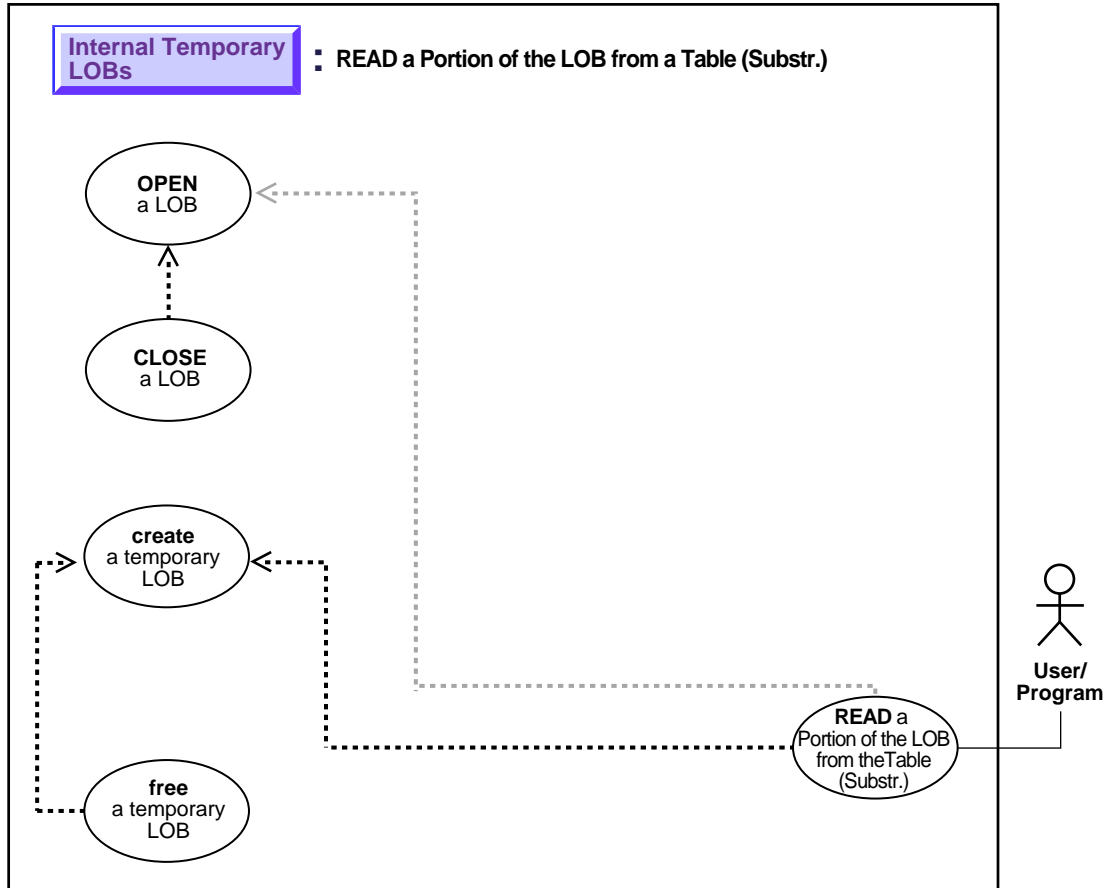 Internal Temporary
LOBs
: READ a Portion of the LOB from a Table (Substr.)
OPEN
a LOB
CLOSE
a LOB
create
a temporary
LOB
User/
Program
READ a
Portion of the LOB
from theTable
(Substr.)
free
a temporary
LOB